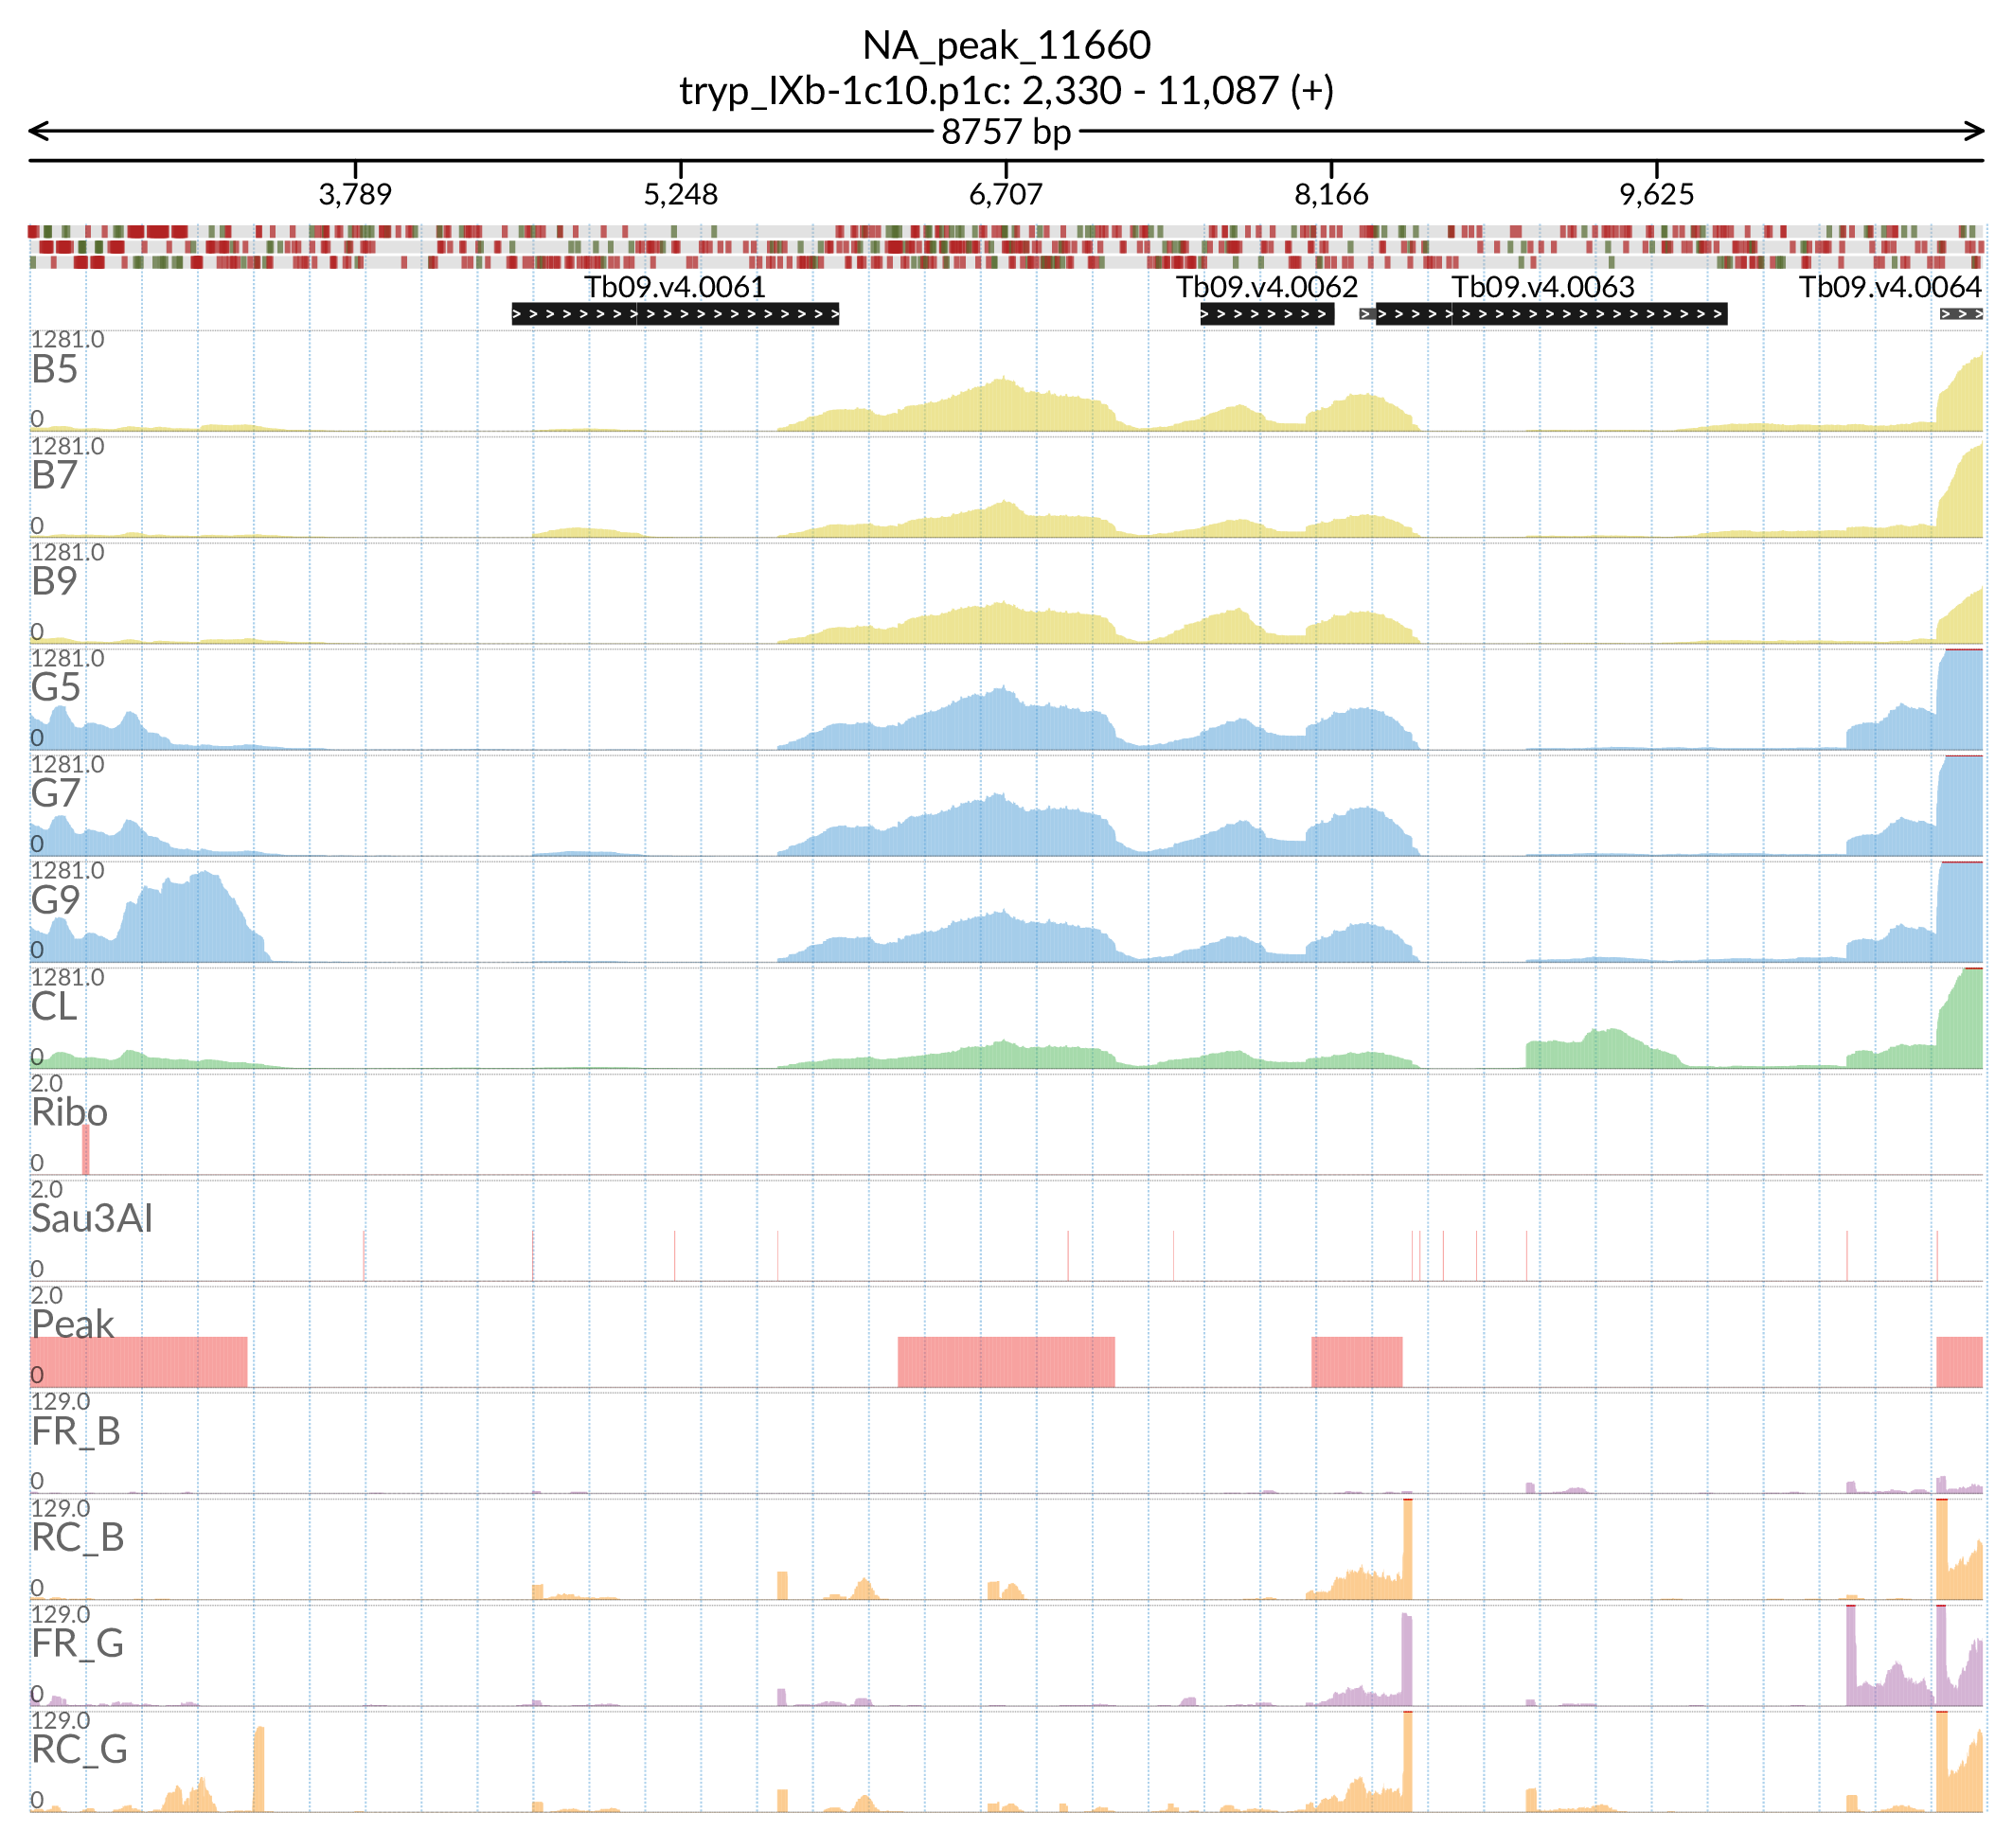 NA_peak_11660
tryp_IXb-1c10.p1c: 2,330 - 11,087 (+)
8757 bp
3,789 5,248 6,707 8,166 9,625
Tb09.v4.0061 Tb09.v4.0062 Tb09.v4.0063 Tb09.v4.0064
1281.0
B5
0
1281.0
B7
0
1281.0
B9
0
1281.0
G5
0
1281.0
G7
0
1281.0
G9
0
1281.0
CL
0
2.0
Ribo
0
2.0
Sau3AI
0
2.0
Peak
0
129.0
FR_B
0
129.0
RC_B
0
129.0
FR_G
0
129.0
RC_G
0